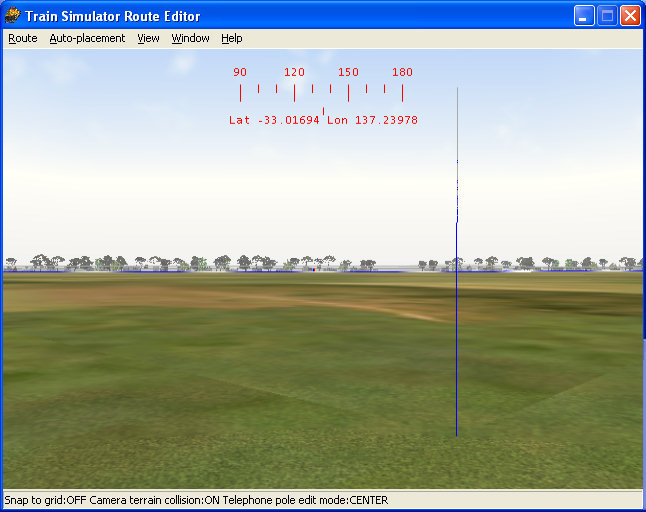 Train Simulator Route Editor
Route Auto-placement View Window Help
90 120 150 180
Lat -33.01694 Lon 137.23978
Snap to grid:OFF Camera terrain collision:ON Telephone pole edit mode:CENTER